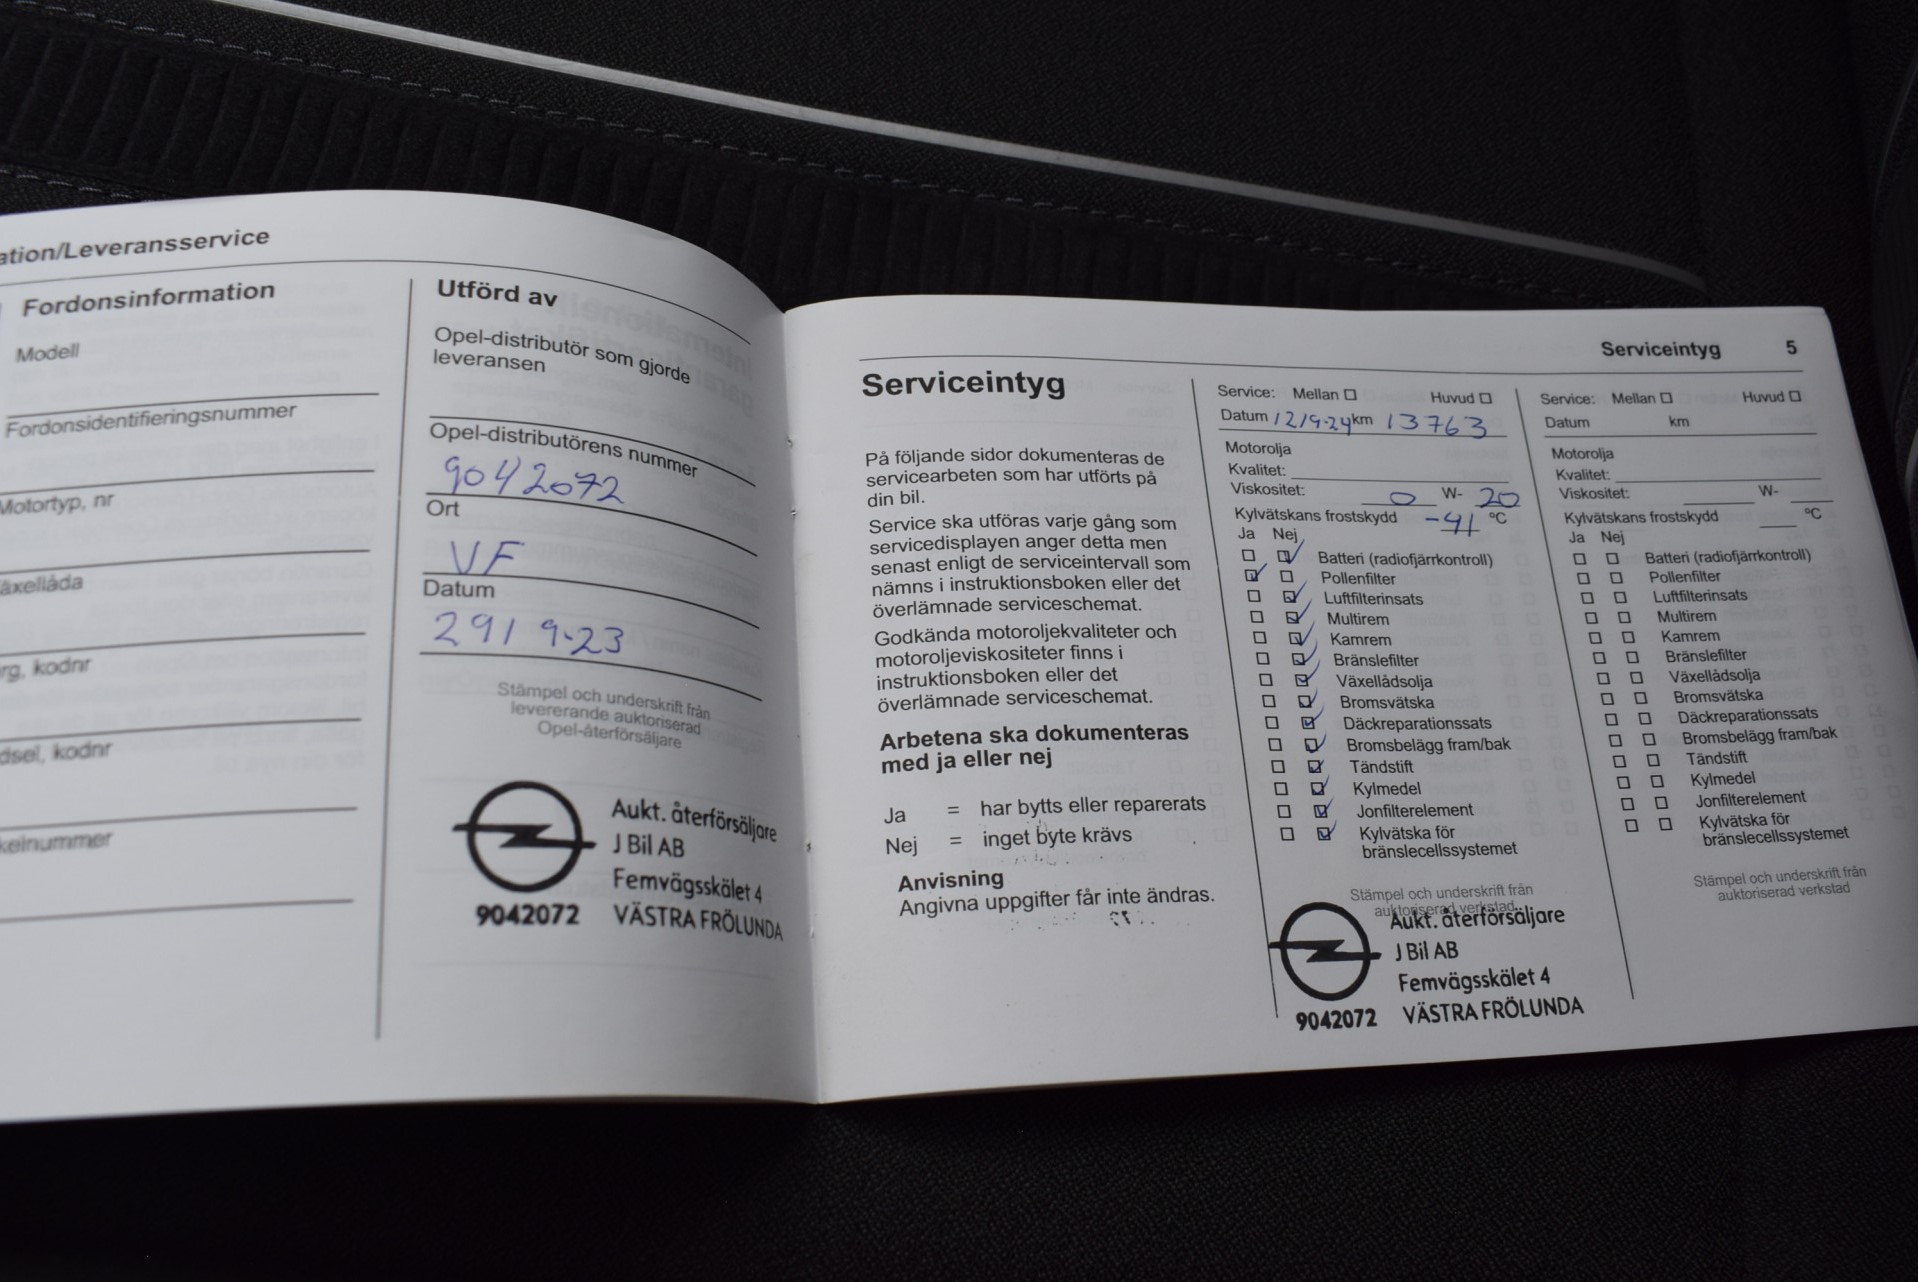 ation/Leveransservice
Fordonsinformation
Modell
Fordonsidentifieringsnummer
Motortyp, nr
äxellåda
rg, kodnr
dsel, kodnr
kelnummer
Utförd av
Opel-distributör som gjorde
leveransen
Opel-distributörens nummer
9042072
Ort
VF
Datum
29/9-23
Stämpel och underskrift från
levererande auktoriserad
Opel-återförsäljare
Aukt. återförsäljare
J Bil AB
Femvägsskälet 4
9042072 VÄSTRA FRÖLUNDA
Serviceintyg 5
Serviceintyg
På följande sidor dokumenteras de
servicearbeten som har utförts på
din bil.
Service ska utföras varje gång som
servicedisplayen anger detta men
senast enligt de serviceintervall som
nämns i instruktionsboken eller det
överlämnade serviceschemat.
Godkända motoroljekvaliteter och
motoroljeviskositeter finns i
instruktionsboken eller det
överlämnade serviceschemat.
Arbetena ska dokumenteras
med ja eller nej
Ja = har bytts eller reparerats
Nej = inget byte krävs
Anvisning
Angivna uppgifter får inte ändras.
Service: Mellan Huvud
Datum 12/9-24 km 13763
Motorolja
Kvalitet:
Viskositet: 0 W- 20
Kylvätskans frostskydd -41 °C
Ja Nej
Batteri (radiofjärrkontroll)
Pollenfilter
Luftfilterinsats
Multirem
Kamrem
Bränslefilter
Växellådsolja
Bromsvätska
Däckreparationssats
Bromsbelägg fram/bak
Tändstift
Kylmedel
Jonfilterelement
Kylvätska för
bränslecellssystemet
Stämpel och underskrift från
auktoriserad verkstad
Aukt. återförsäljare
J Bil AB
Femvägsskälet 4
9042072 VÄSTRA FRÖLUNDA
Service: Mellan Huvud
Datum km
Motorolja
Kvalitet:
Viskositet: W-
Kylvätskans frostskydd °C
Ja Nej
Batteri (radiofjärrkontroll)
Pollenfilter
Luftfilterinsats
Multirem
Kamrem
Bränslefilter
Växellådsolja
Bromsvätska
Däckreparationssats
Bromsbelägg fram/bak
Tändstift
Kylmedel
Jonfilterelement
Kylvätska för
bränslecellssystemet
Stämpel och underskrift från
auktoriserad verkstad